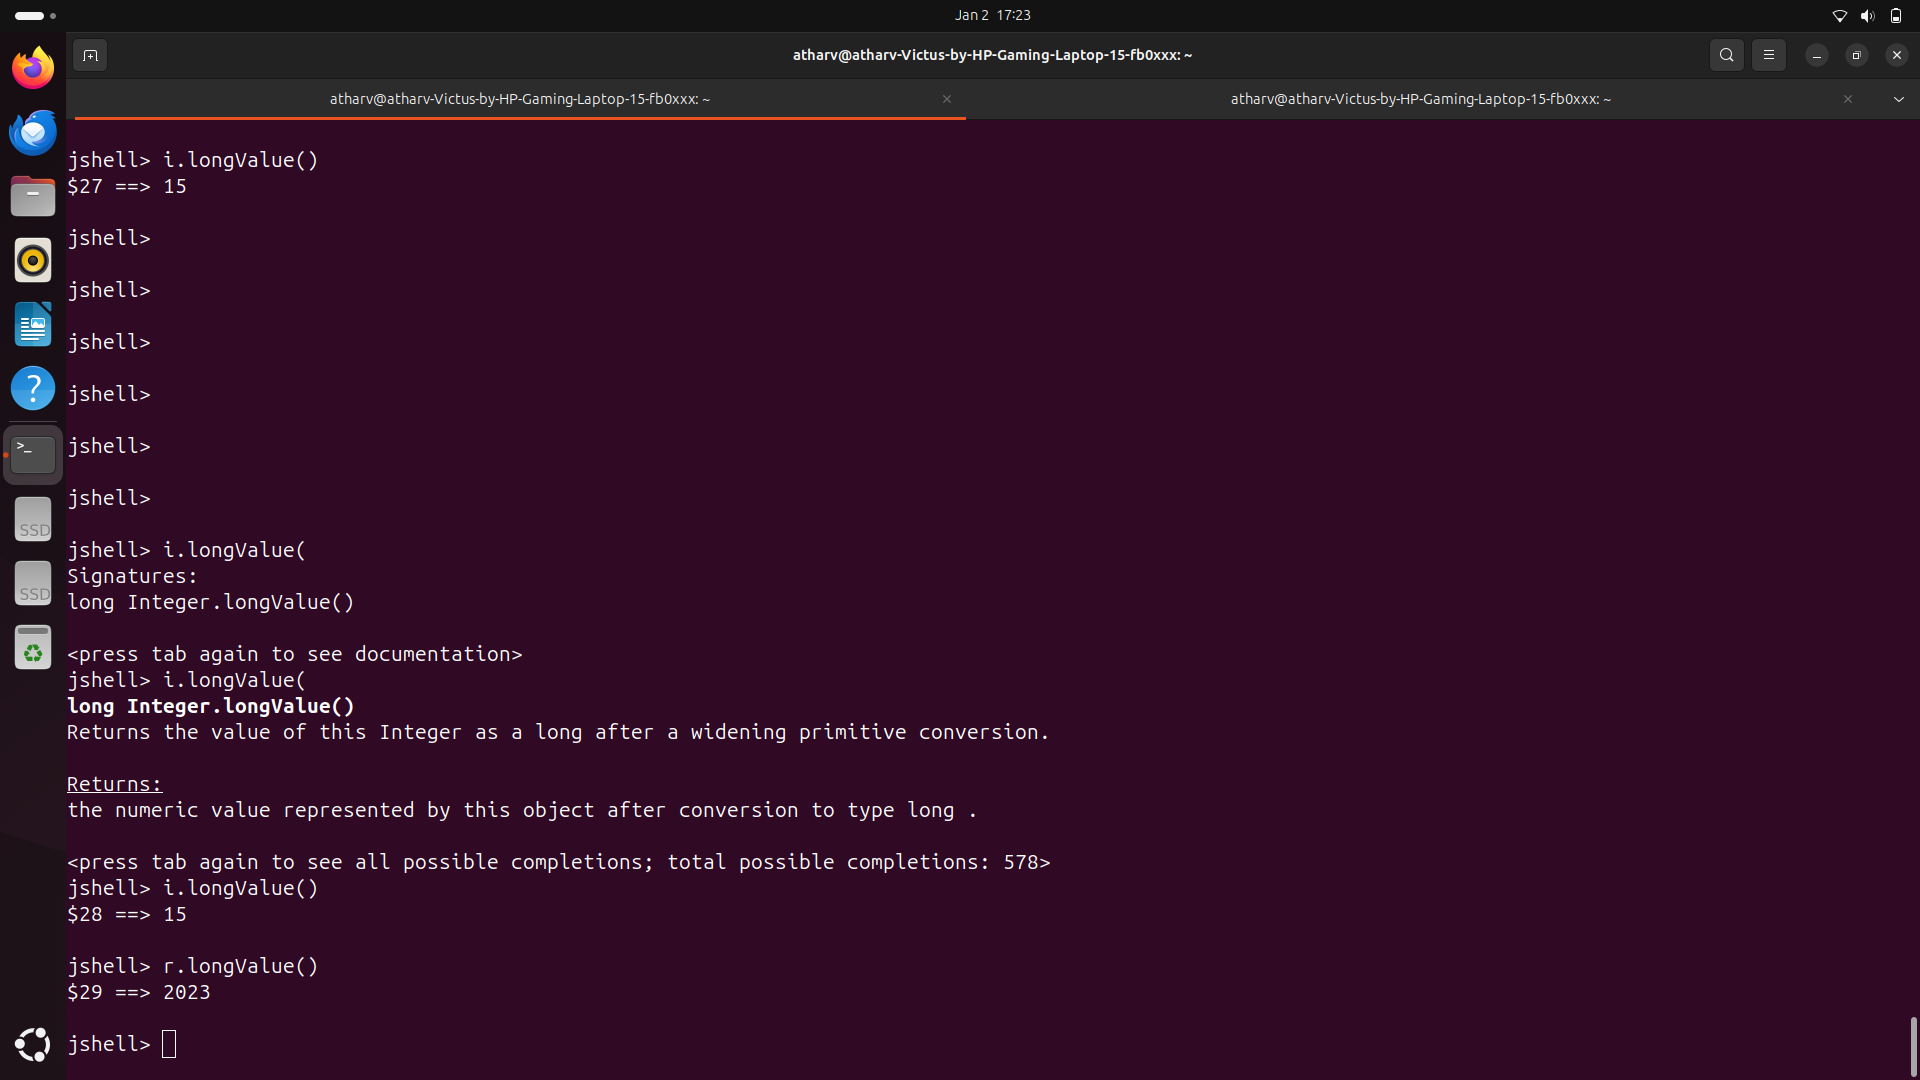 Jan 2 17:23
atharv@atharv-Victus-by-HP-Gaming-Laptop-15-fb0xxx: ~
atharv@atharv-Victus-by-HP-Gaming-Laptop-15-fb0xxx: ~
atharv@atharv-Victus-by-HP-Gaming-Laptop-15-fb0xxx: ~
jshell> i.longValue()
$27 ==> 15
jshell>
jshell>
jshell>
jshell>
jshell>
jshell>
jshell> i.longValue(
Signatures:
long Integer.longValue()
<press tab again to see documentation>
jshell> i.longValue(
long Integer.longValue()
Returns the value of this Integer as a long after a widening primitive conversion.
Returns:
the numeric value represented by this object after conversion to type long .
<press tab again to see all possible completions; total possible completions: 578>
jshell> i.longValue()
$28 ==> 15
jshell> r.longValue()
$29 ==> 2023
jshell>
?
>_
SSD
SSD